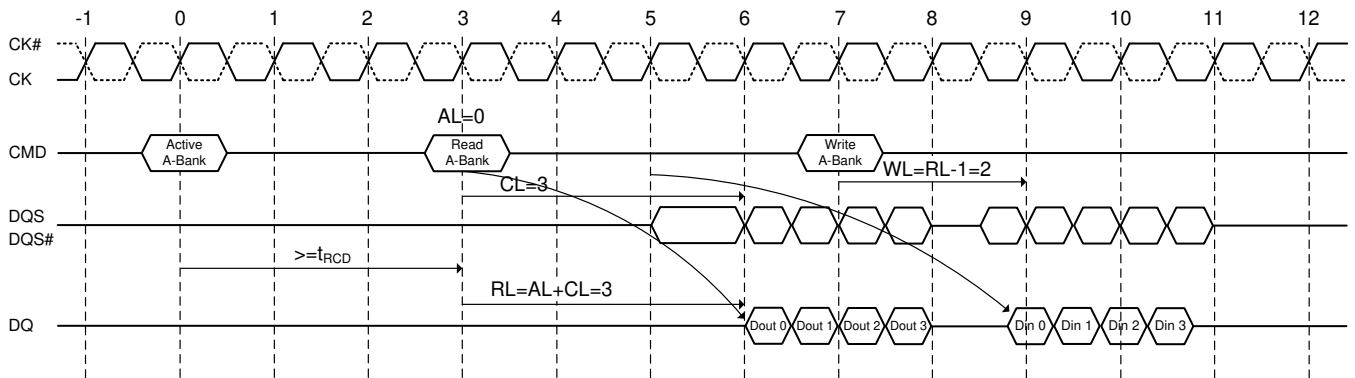 -1 0 1 2 3 4 5 6 7 8 9 10 11 12
CK#
CK
AL=0
CMD
Active
A-Bank
Read
A-Bank
Write
A-Bank
CL=3
WL=RL-1=2
DQS
DQS#
>=tRCD
RL=AL+CL=3
DQ
Dout 0 Dout 1 Dout 2 Dout 3 Din 0 Din 1 Din 2 Din 3